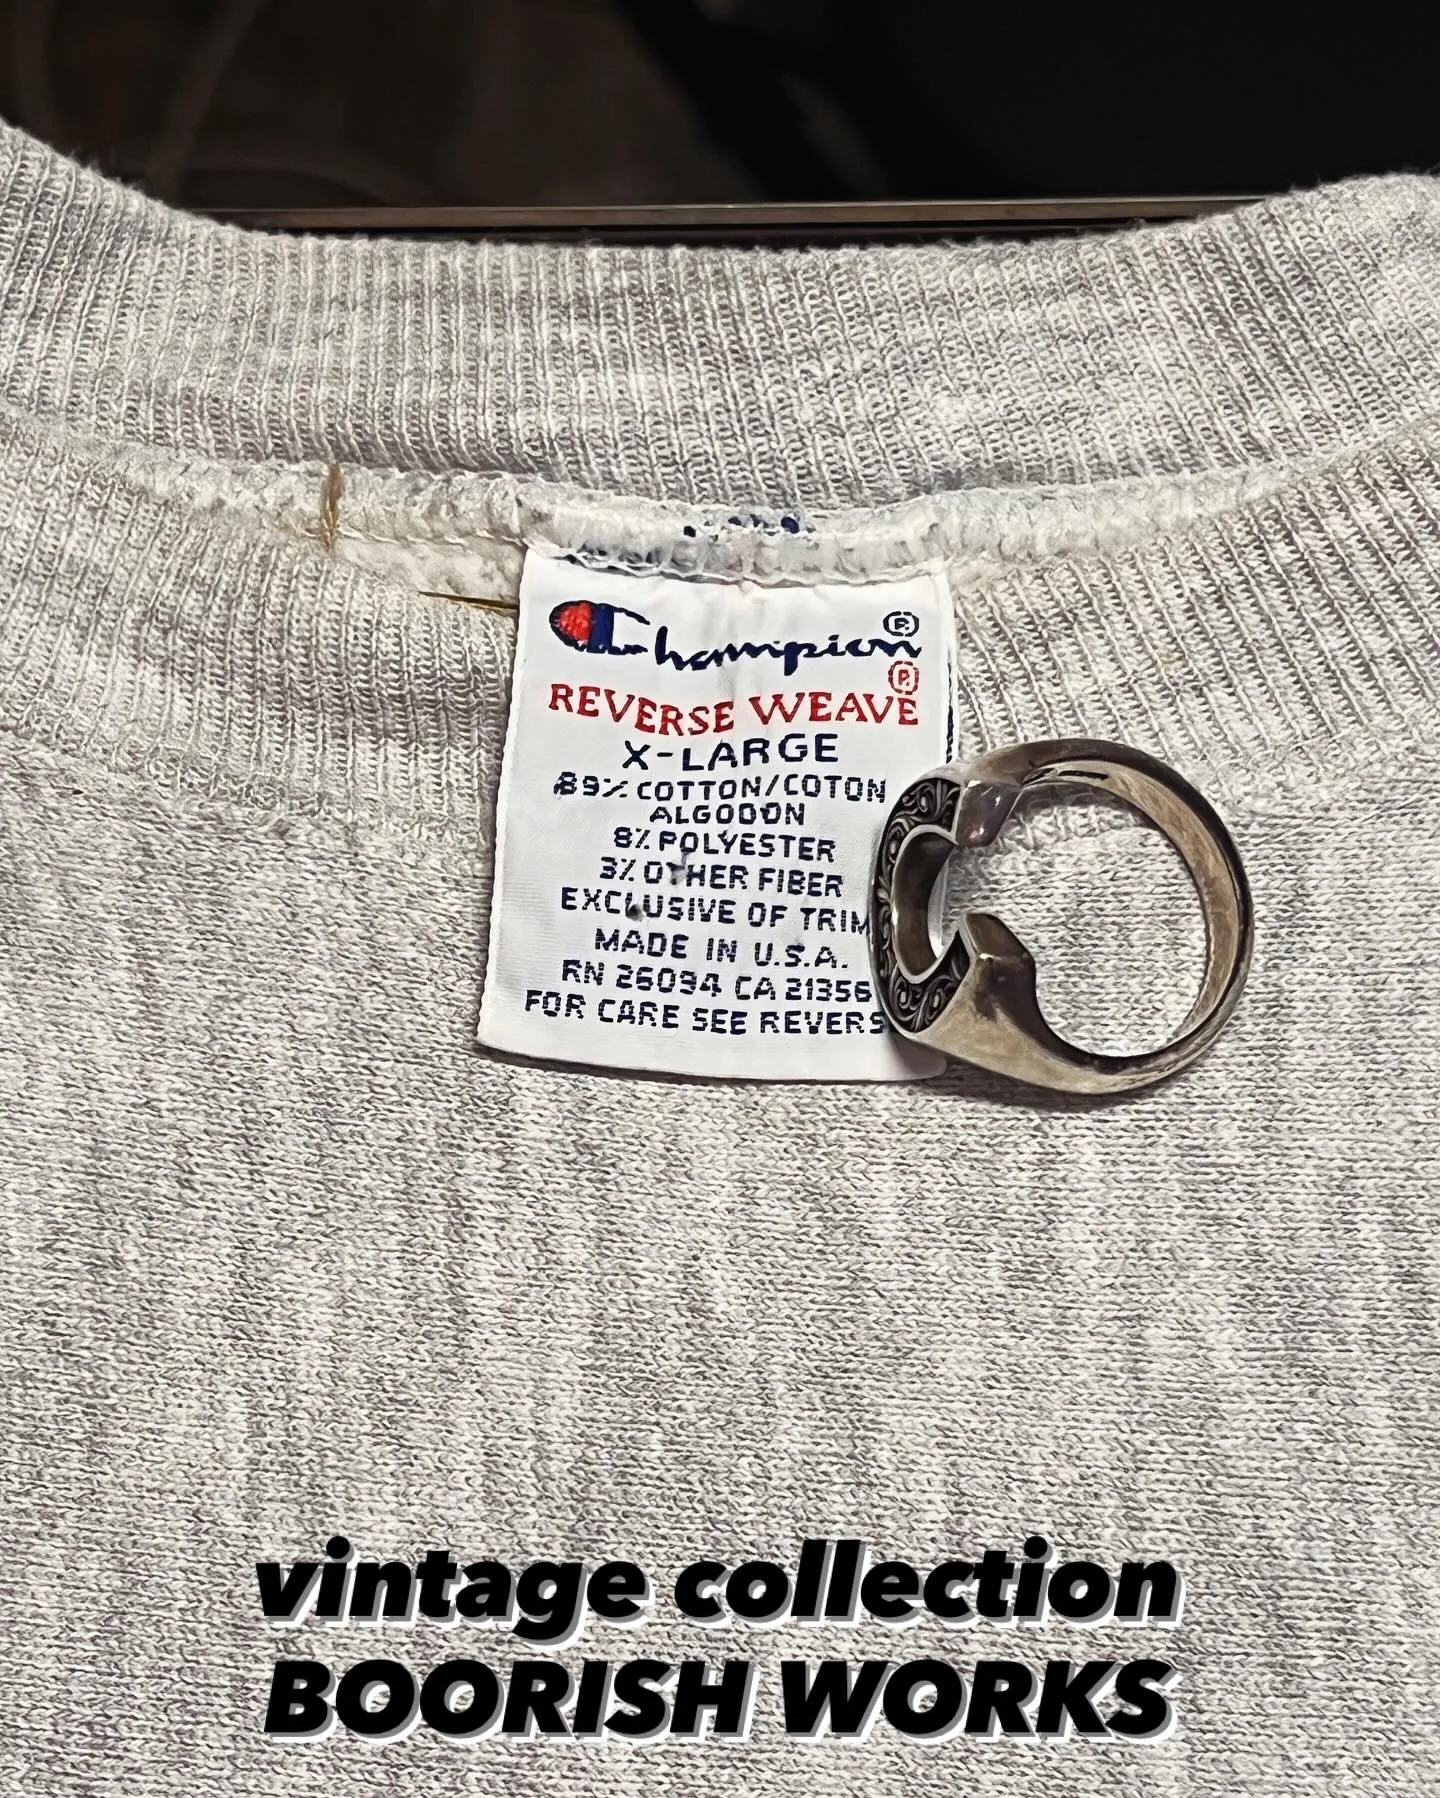 Champion®
REVERSE WEAVE®
X-LARGE
89% COTTON/COTON
ALGODON
8% POLYESTER
3% OTHER FIBER
EXCLUSIVE OF TRIM
MADE IN U.S.A.
RN 26094 CA 21356
FOR CARE SEE REVERS
vintage collection
BOORISH WORKS